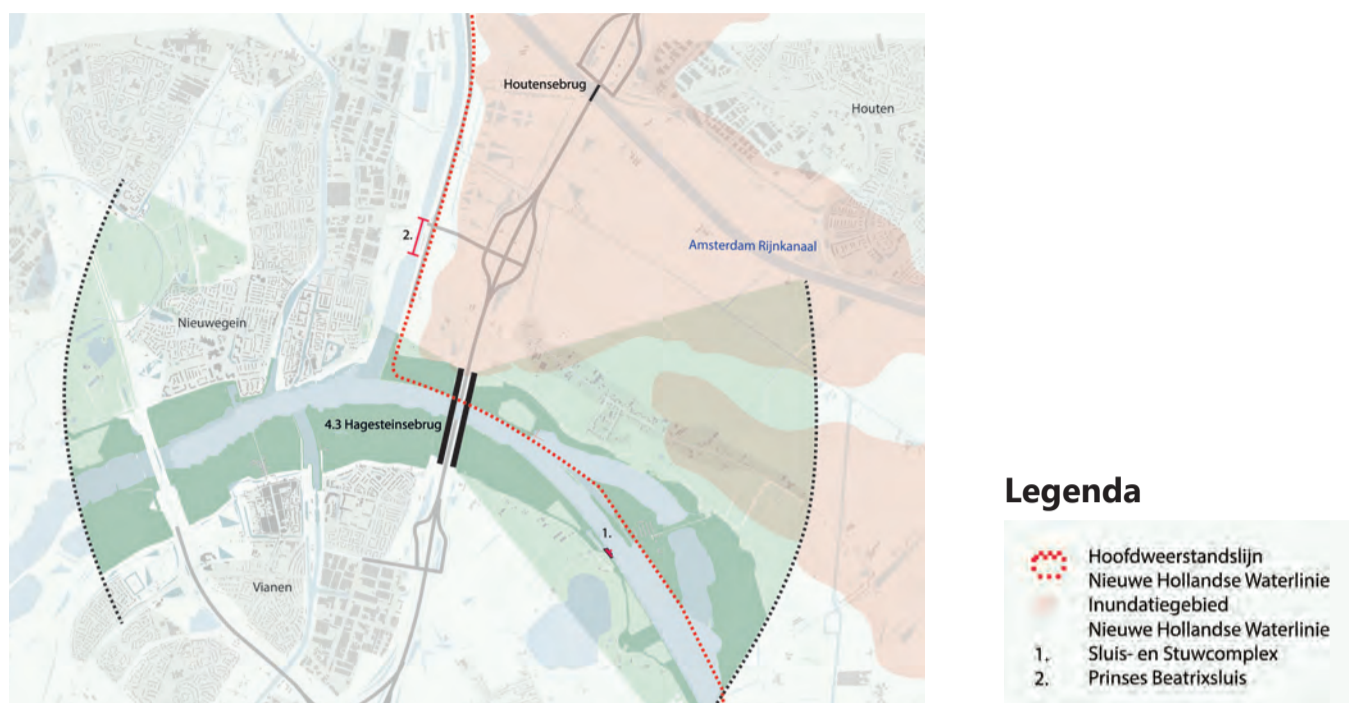 Houtensebrug
Houten
2.
Amsterdam Rijnkanaal
Nieuwegein
4.3 Hagesteinsebrug
1.
Vianen
Legenda
Hoofdweerstandslijn
Nieuwe Hollandse Waterlinie
Inundatiegebied
Nieuwe Hollandse Waterlinie
1. Sluis- en Stuwcomplex
2. Prinses Beatrixsluis